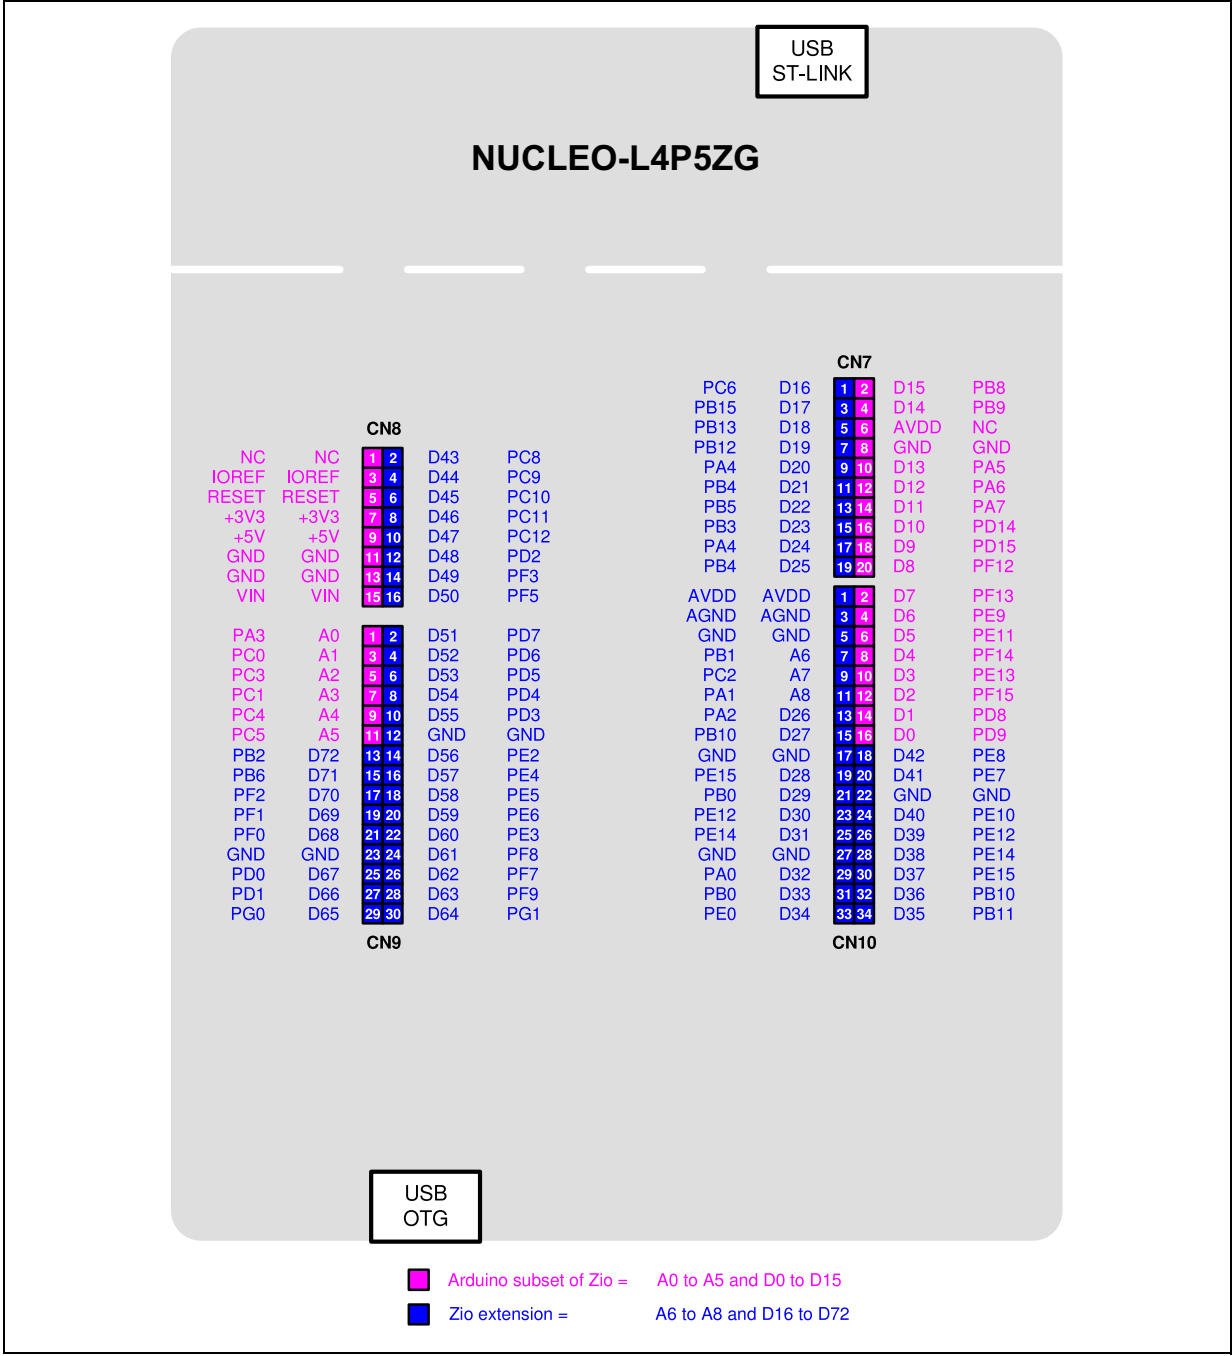 USB
ST-LINK
NUCLEO-L4P5ZG
CN8
NC NC 1 2 D43 PC8
IOREF IOREF 3 4 D44 PC9
RESET RESET 5 6 D45 PC10
+3V3 +3V3 7 8 D46 PC11
+5V +5V 9 10 D47 PC12
GND GND 11 12 D48 PD2
GND GND 13 14 D49 PF3
VIN VIN 15 16 D50 PF5
PA3 A0 1 2 D51 PD7
PC0 A1 3 4 D52 PD6
PC3 A2 5 6 D53 PD5
PC1 A3 7 8 D54 PD4
PC4 A4 9 10 D55 PD3
PC5 A5 11 12 GND GND
PB2 D72 13 14 D56 PE2
PB6 D71 15 16 D57 PE4
PF2 D70 17 18 D58 PE5
PF1 D69 19 20 D59 PE6
PF0 D68 21 22 D60 PE3
GND GND 23 24 D61 PF8
PD0 D67 25 26 D62 PF7
PD1 D66 27 28 D63 PF9
PG0 D65 29 30 D64 PG1
CN9
CN7
PC6 D16 1 2 D15 PB8
PB15 D17 3 4 D14 PB9
PB13 D18 5 6 AVDD NC
PB12 D19 7 8 GND GND
PA4 D20 9 10 D13 PA5
PB4 D21 11 12 D12 PA6
PB5 D22 13 14 D11 PA7
PB3 D23 15 16 D10 PD14
PA4 D24 17 18 D9 PD15
PB4 D25 19 20 D8 PF12
AVDD AVDD 1 2 D7 PF13
AGND AGND 3 4 D6 PE9
GND GND 5 6 D5 PE11
PB1 A6 7 8 D4 PF14
PC2 A7 9 10 D3 PE13
PA1 A8 11 12 D2 PF15
PA2 D26 13 14 D1 PD8
PB10 D27 15 16 D0 PD9
GND GND 17 18 D42 PE8
PE15 D28 19 20 D41 PE7
PB0 D29 21 22 GND GND
PE12 D30 23 24 D40 PE10
PE14 D31 25 26 D39 PE12
GND GND 27 28 D38 PE14
PA0 D32 29 30 D37 PE15
PB0 D33 31 32 D36 PB10
PE0 D34 33 34 D35 PB11
CN10
USB
OTG
Arduino subset of Zio = A0 to A5 and D0 to D15
Zio extension = A6 to A8 and D16 to D72